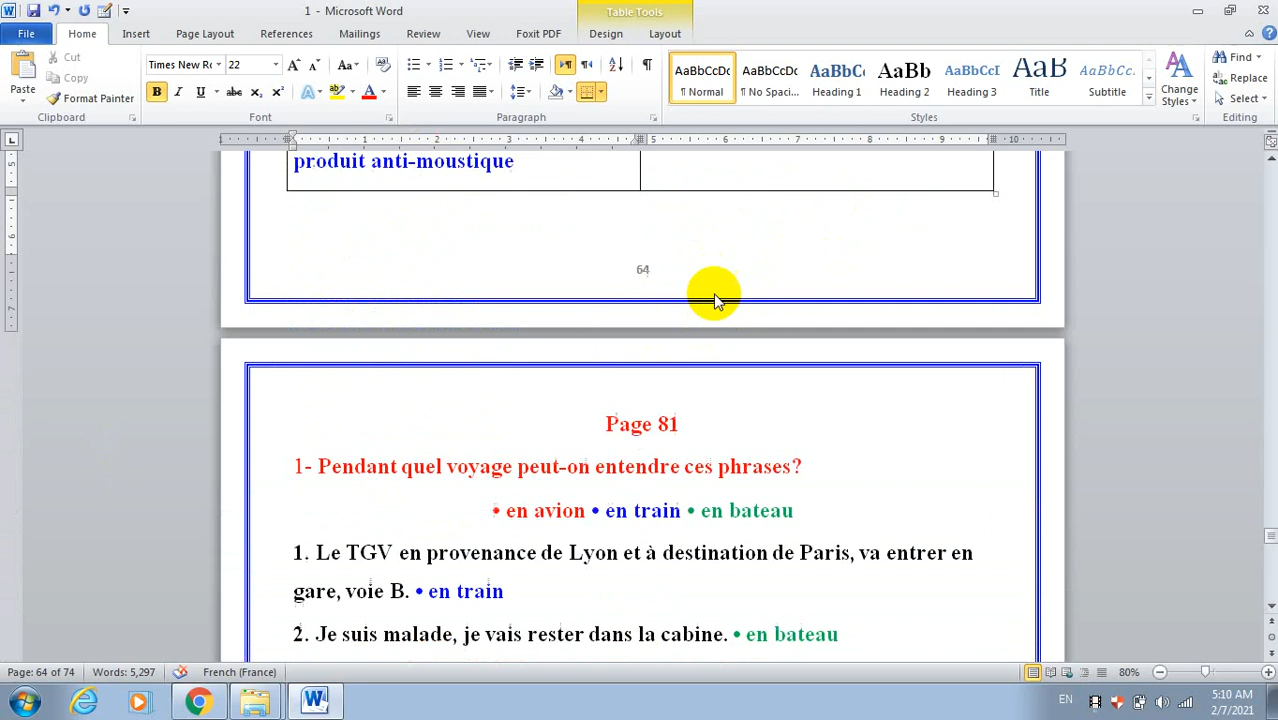 1 - Microsoft Word
Table Tools
File Home Insert Page Layout References Mailings Review View Foxit PDF Design Layout
Paste
Cut
Copy
Format Painter
Clipboard
Times New Ro 22
Font
Paragraph
AaBbCcDc AaBbCcDc AaBbCc AaBb AaBbCcI AaB AaBbCc.
¶ Normal ¶ No Spaci... Heading 1 Heading 2 Heading 3 Title Subtitle
Styles
Change Styles
Find
Replace
Select
Editing
produit anti-moustique
64
Page 81
1- Pendant quel voyage peut-on entendre ces phrases?
• en avion • en train • en bateau
1. Le TGV en provenance de Lyon et à destination de Paris, va entrer en
gare, voie B. • en train
2. Je suis malade, je vais rester dans la cabine. • en bateau
Page: 64 of 74 Words: 5,297 French (France) 80%
EN 5:10 AM
2/7/2021